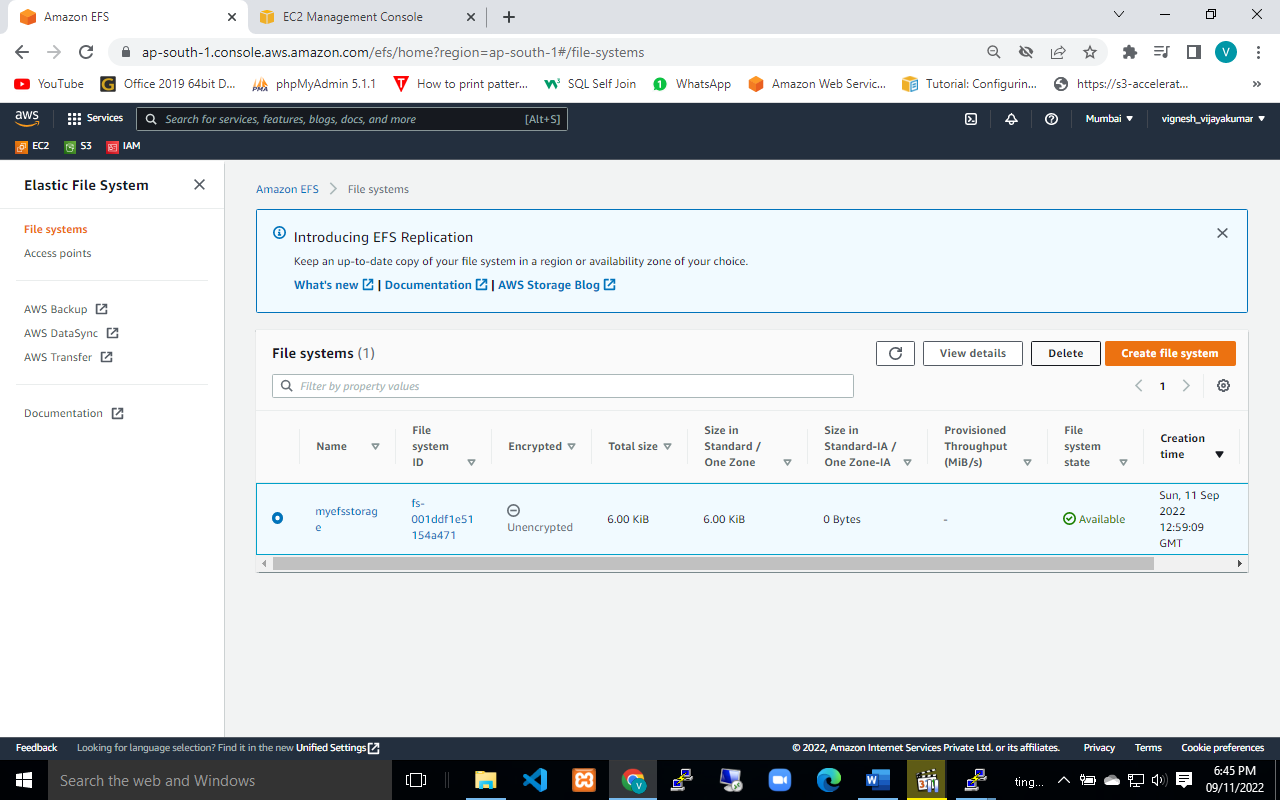 Amazon EFS
EC2 Management Console
ap-south-1.console.aws.amazon.com/efs/home?region=ap-south-1#/file-systems
V
YouTube
Office 2019 64bit D...
phpMyAdmin 5.1.1
How to print patter...
SQL Self Join
WhatsApp
Amazon Web Servic...
Tutorial: Configurin...
https://s3-accelerat...
»
aws
Services
Search for services, features, blogs, docs, and more
[Alt+S]
Mumbai
vignesh_vijayakumar
EC2
S3
IAM
Elastic File System
File systems
Access points
AWS Backup
AWS DataSync
AWS Transfer
Documentation
Amazon EFS
File systems
Introducing EFS Replication
Keep an up-to-date copy of your file system in a region or availability zone of your choice.
What's new | Documentation | AWS Storage Blog
File systems (1)
View details
Delete
Create file system
Filter by property values
1
Name
File
system
ID
Encrypted
Total size
Size in
Standard /
One Zone
Size in
Standard-IA /
One Zone-IA
Provisioned
Throughput
(MiB/s)
File
system
state
Creation
time
myefsstorag
e
fs-
001ddf1e51
154a471
Unencrypted
6.00 KiB
6.00 KiB
0 Bytes
-
Available
Sun, 11 Sep
2022
12:59:09
GMT
Feedback
Looking for language selection? Find it in the new Unified Settings
© 2022, Amazon Internet Services Private Ltd. or its affiliates.
Privacy
Terms
Cookie preferences
Search the web and Windows
ting...
6:45 PM
09/11/2022